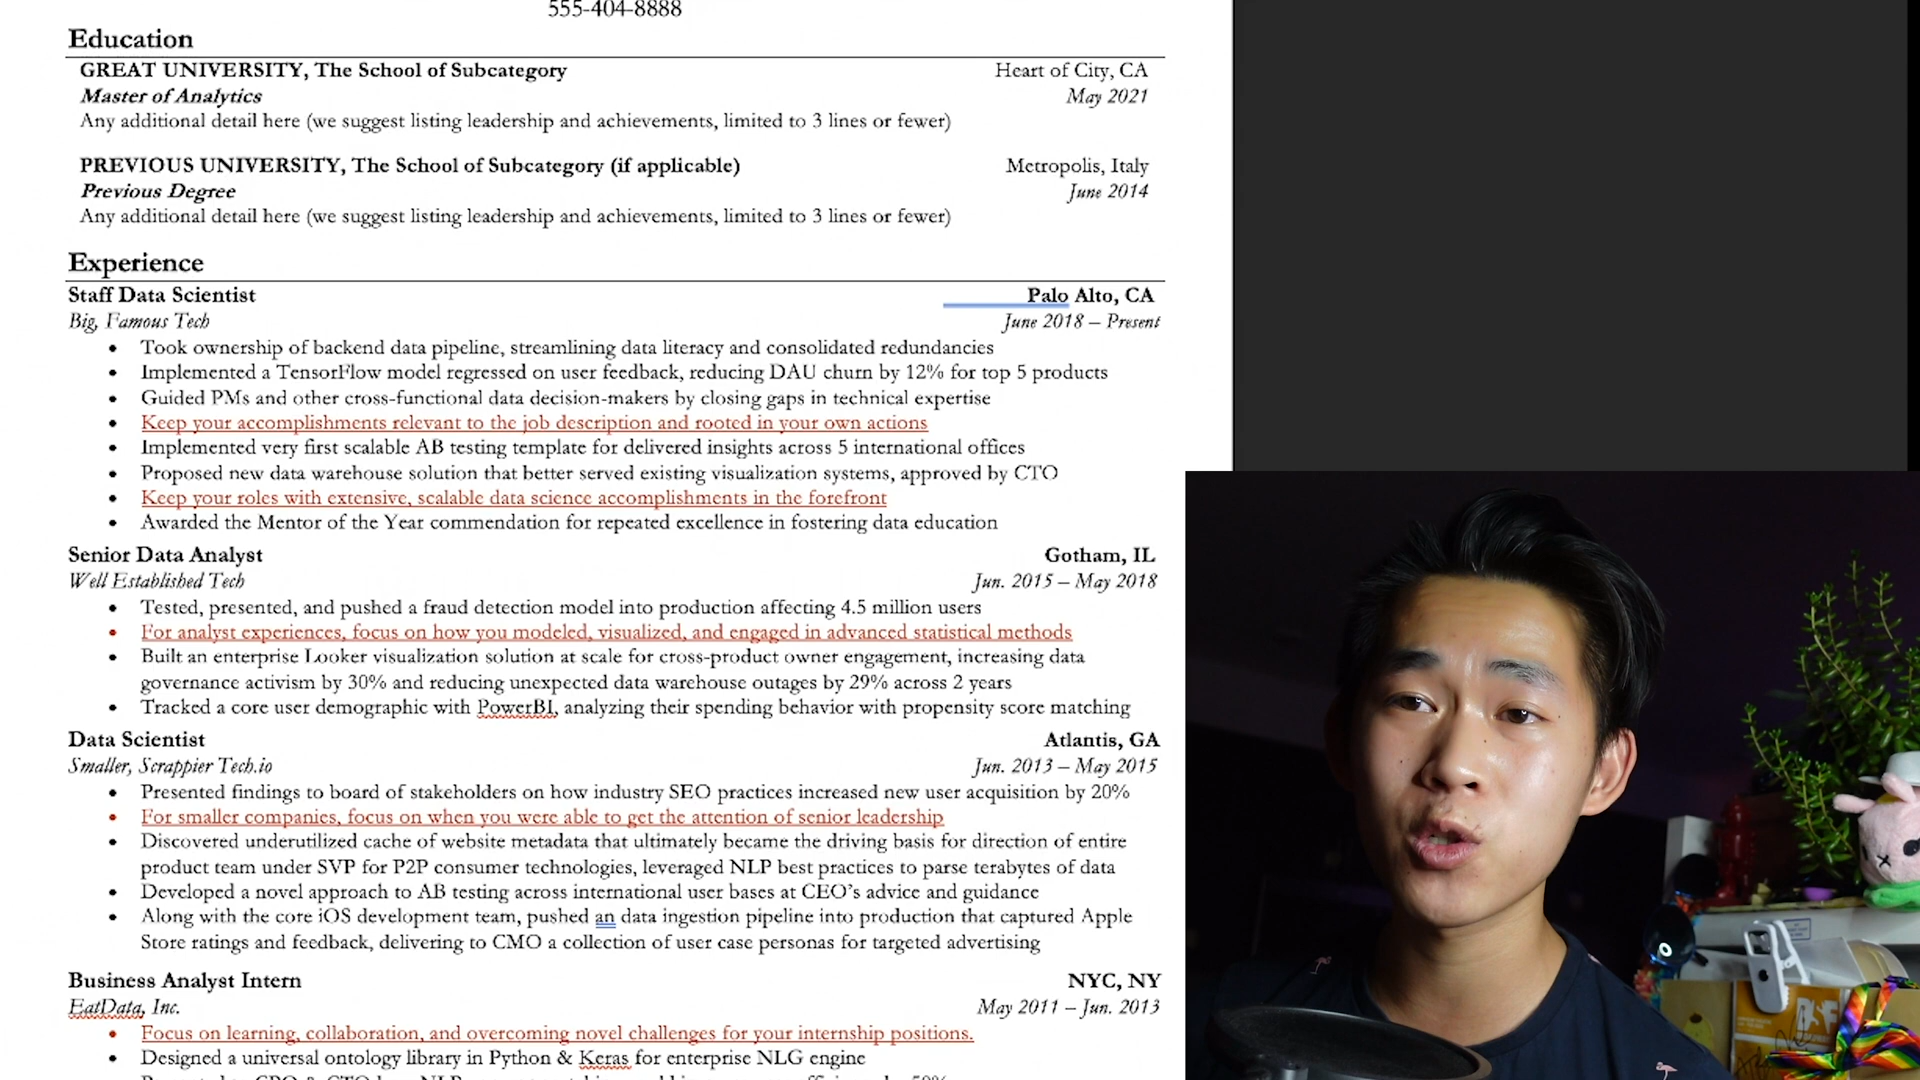 555-404-8888
Education
GREAT UNIVERSITY, The School of Subcategory Heart of City, CA
Master of Analytics May 2021
Any additional detail here (we suggest listing leadership and achievements, limited to 3 lines or fewer)
PREVIOUS UNIVERSITY, The School of Subcategory (if applicable) Metropolis, Italy
Previous Degree June 2014
Any additional detail here (we suggest listing leadership and achievements, limited to 3 lines or fewer)
Experience
Staff Data Scientist Palo Alto, CA
Big, Famous Tech June 2018 – Present
• Took ownership of backend data pipeline, streamlining data literacy and consolidated redundancies
• Implemented a TensorFlow model regressed on user feedback, reducing DAU churn by 12% for top 5 products
• Guided PMs and other cross-functional data decision-makers by closing gaps in technical expertise
• Keep your accomplishments relevant to the job description and rooted in your own actions
• Implemented very first scalable AB testing template for delivered insights across 5 international offices
• Proposed new data warehouse solution that better served existing visualization systems, approved by CTO
• Keep your roles with extensive, scalable data science accomplishments in the forefront
• Awarded the Mentor of the Year commendation for repeated excellence in fostering data education
Senior Data Analyst Gotham, IL
Well Established Tech Jun. 2015 – May 2018
• Tested, presented, and pushed a fraud detection model into production affecting 4.5 million users
• For analyst experiences, focus on how you modeled, visualized, and engaged in advanced statistical methods
• Built an enterprise Looker visualization solution at scale for cross-product owner engagement, increasing data
governance activism by 30% and reducing unexpected data warehouse outages by 29% across 2 years
• Tracked a core user demographic with PowerBI, analyzing their spending behavior with propensity score matching
Data Scientist Atlantis, GA
Smaller, Scrappier Tech.io Jun. 2013 – May 2015
• Presented findings to board of stakeholders on how industry SEO practices increased new user acquisition by 20%
• For smaller companies, focus on when you were able to get the attention of senior leadership
• Discovered underutilized cache of website metadata that ultimately became the driving basis for direction of entire
product team under SVP for P2P consumer technologies, leveraged NLP best practices to parse terabytes of data
• Developed a novel approach to AB testing across international user bases at CEO's advice and guidance
• Along with the core iOS development team, pushed an data ingestion pipeline into production that captured Apple
Store ratings and feedback, delivering to CMO a collection of user case personas for targeted advertising
Business Analyst Intern NYC, NY
EatData, Inc. May 2011 – Jun. 2013
• Focus on learning, collaboration, and overcoming novel challenges for your internship positions.
• Designed a universal ontology library in Python & Keras for enterprise NLG engine